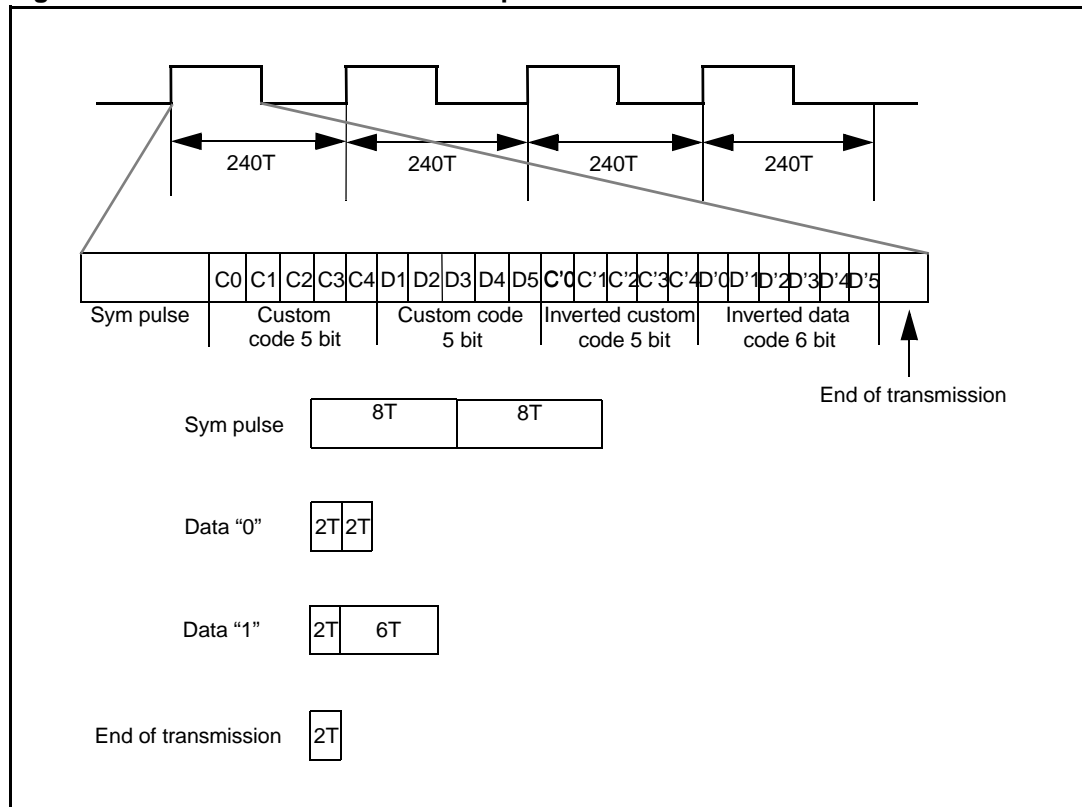 240T 240T 240T 240T
C0 C1 C2 C3 C4 D1 D2 D3 D4 D5 C'0 C'1 C'2 C'3 C'4 D'0 D'1 D'2 D'3 D'4 D'5
Sym pulse Custom Custom code Inverted custom Inverted data
code 5 bit 5 bit code 5 bit code 6 bit
End of transmission
Sym pulse 8T 8T
Data “0” 2T 2T
Data “1” 2T 6T
End of transmission 2T